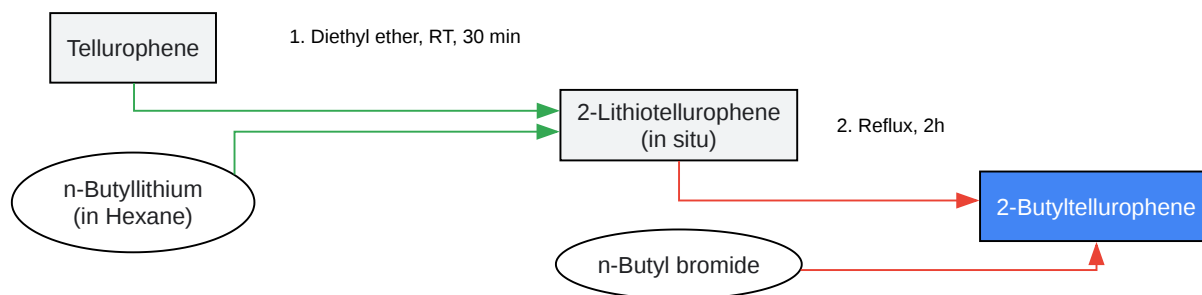 Tellurophene
1. Diethyl ether, RT, 30 min
2-Lithiotellurophene
(in situ)
2. Reflux, 2h
n-Butyllithium
(in Hexane)
2-Butyltellurophene
n-Butyl bromide